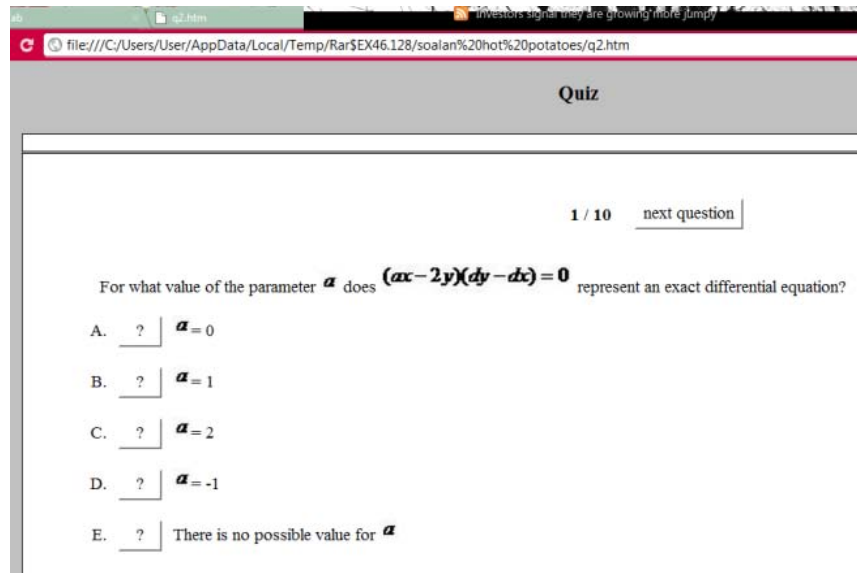 ab
q2.htm
Investors signal they are growing more jumpy
file:///C:/Users/User/AppData/Local/Temp/Rar$EX46.128/soalan%20hot%20potatoes/q2.htm
Quiz
1 / 10 next question
For what value of the parameter a does (ax-2y)(dy-dx)=0 represent an exact differential equation?
A. ? a = 0
B. ? a = 1
C. ? a = 2
D. ? a = -1
E. ? There is no possible value for a